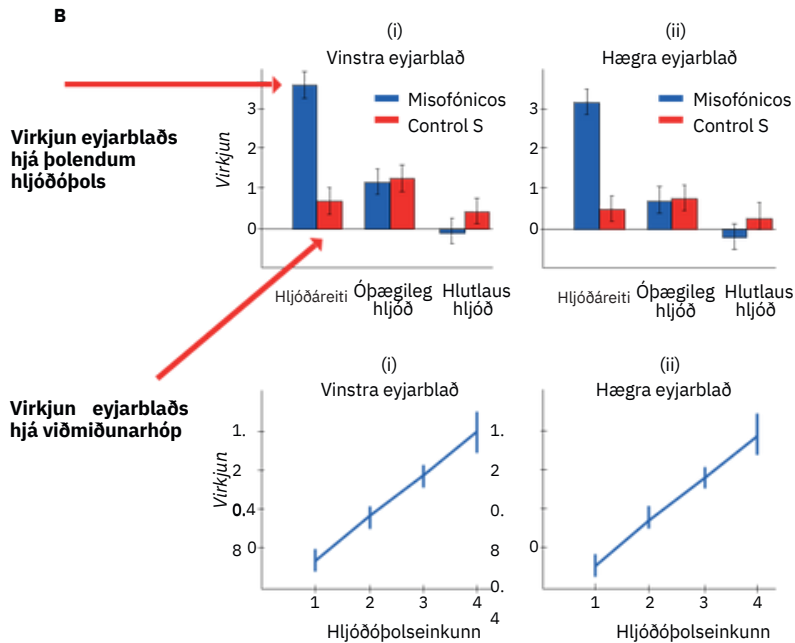 B
(i)
Vinstra eyjarblað
Misofónicos
Control S
Virkjun
3
2
1
0
Hljóðáreiti
Óþægileg
hljóð
Hlutlaus
hljóð
(ii)
Hægra eyjarblað
Misofónicos
Control S
3
2
1
0
Hljóðáreiti
Óþægileg
hljóð
Hlutlaus
hljóð
Virkjun eyjarblaðs
hjá þolendum
hljóðóþols
Virkjun eyjarblaðs
hjá viðmiðunarhóp
(i)
Vinstra eyjarblað
Virkjun
1.
2
0.4
8 0
1 2 3 4
Hljóðóþolseinkunn
(ii)
Hægra eyjarblað
1.
2
0.
8 0
0.
4
1 2 3 4
Hljóðóþolseinkunn